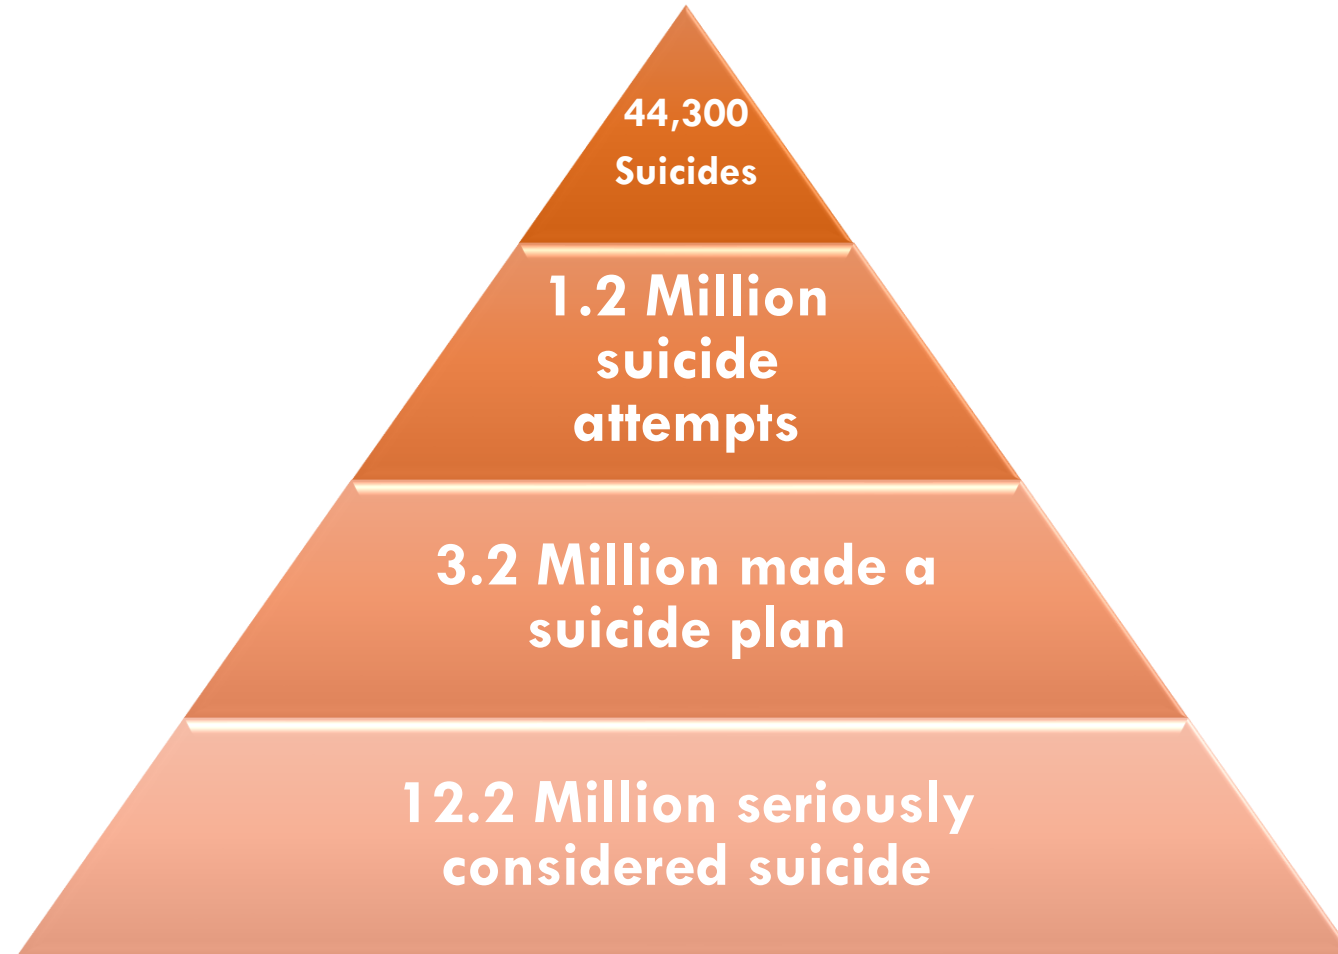 44,300
Suicides
1.2 Million
suicide
attempts
3.2 Million made a
suicide plan
12.2 Million seriously
considered suicide